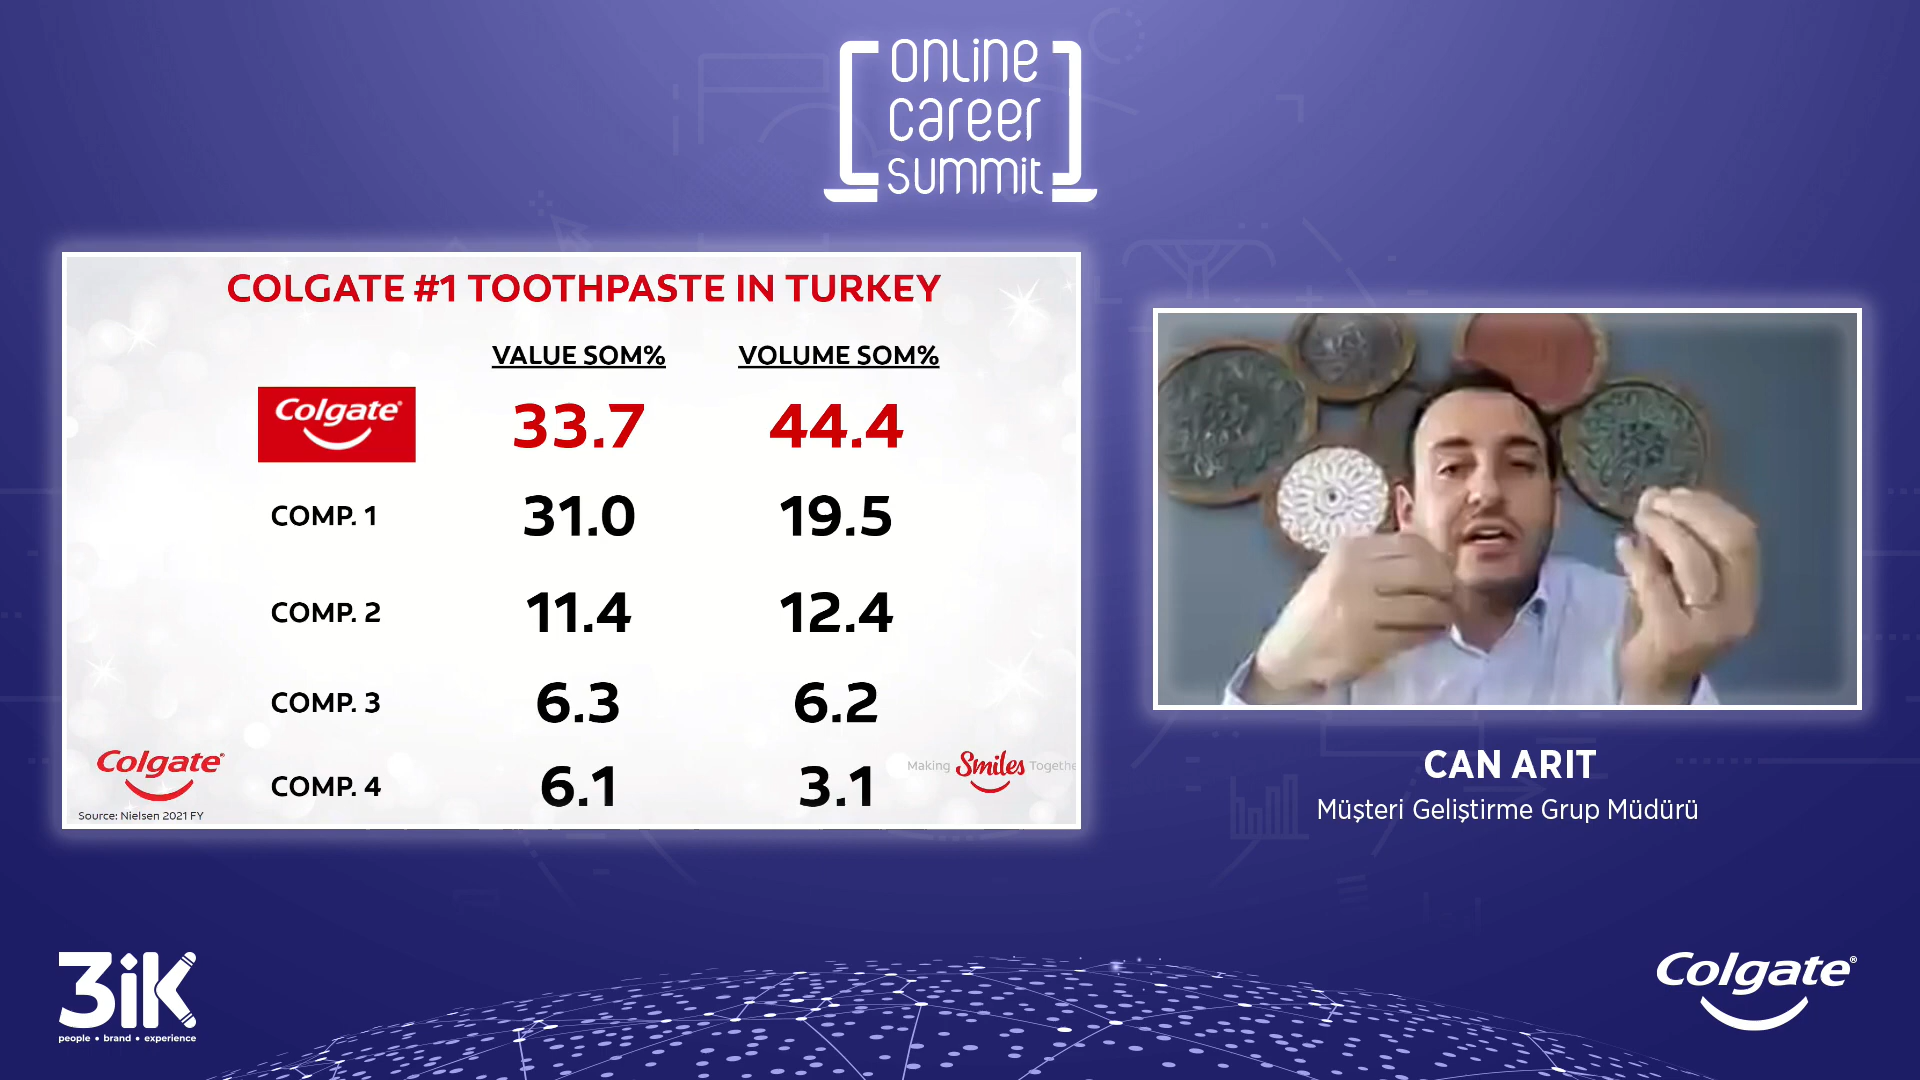 online
career
summit
COLGATE #1 TOOTHPASTE IN TURKEY
VALUE SOM% VOLUME SOM%
Colgate® 33.7 44.4
COMP. 1 31.0 19.5
COMP. 2 11.4 12.4
COMP. 3 6.3 6.2
COMP. 4 6.1 3.1
Colgate®
Making Smiles Togethe
Source: Nielsen 2021 FY
CAN ARIT
Müşteri Geliştirme Grup Müdürü
3iK
people • brand • experience
Colgate®